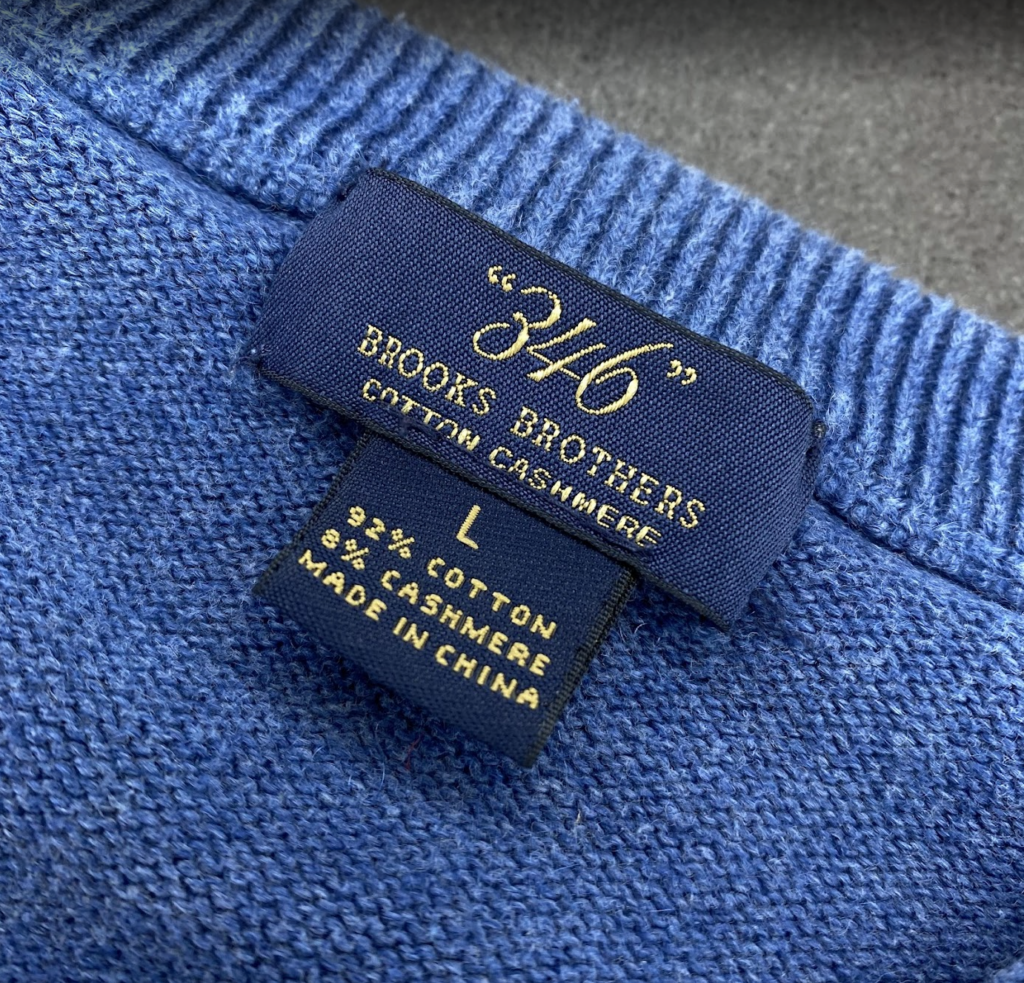 “346”
BROOKS BROTHERS
COTTON CASHMERE
L
92% COTTON
8% CASHMERE
MADE IN CHINA